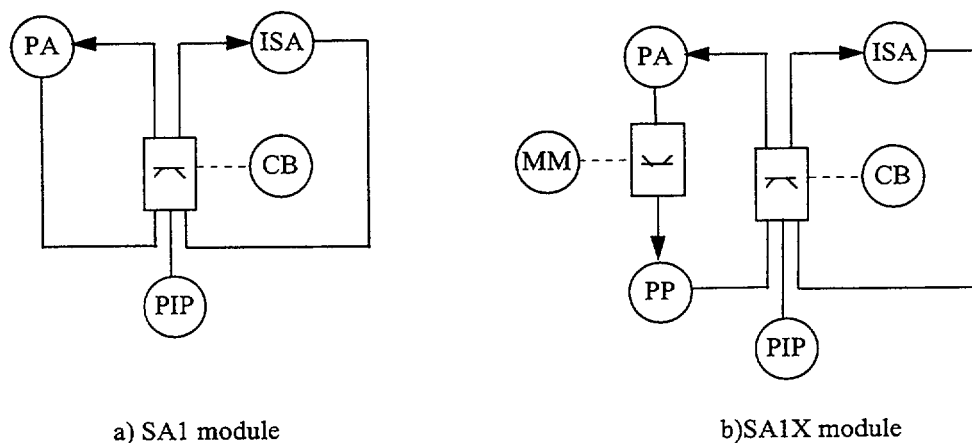 PA
ISA
CB
PIP
a) SA1 module
PA
ISA
MM
CB
PP
PIP
b)SA1X module